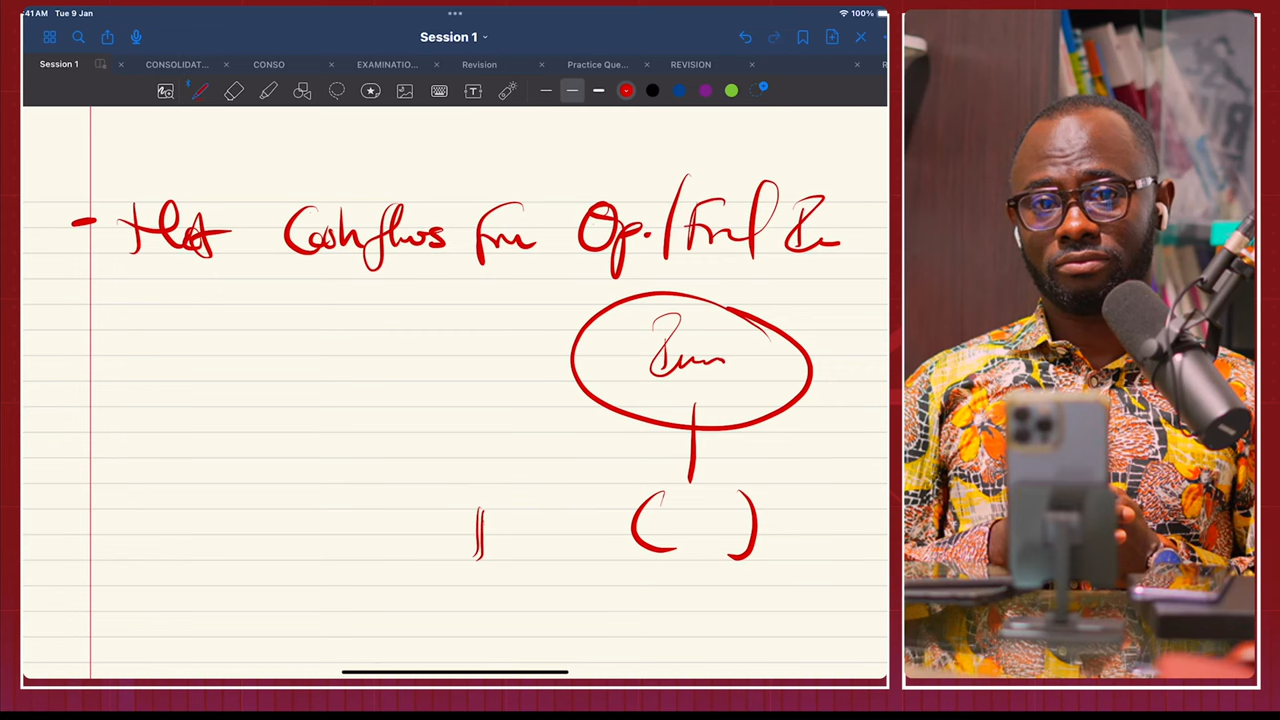 41 AM Tue 9 Jan
100%
Session 1
Session 1 CONSOLIDAT... CONSO EXAMINATIO... Revision Practice Que... REVISION
T
- Cashflows Op./
( )